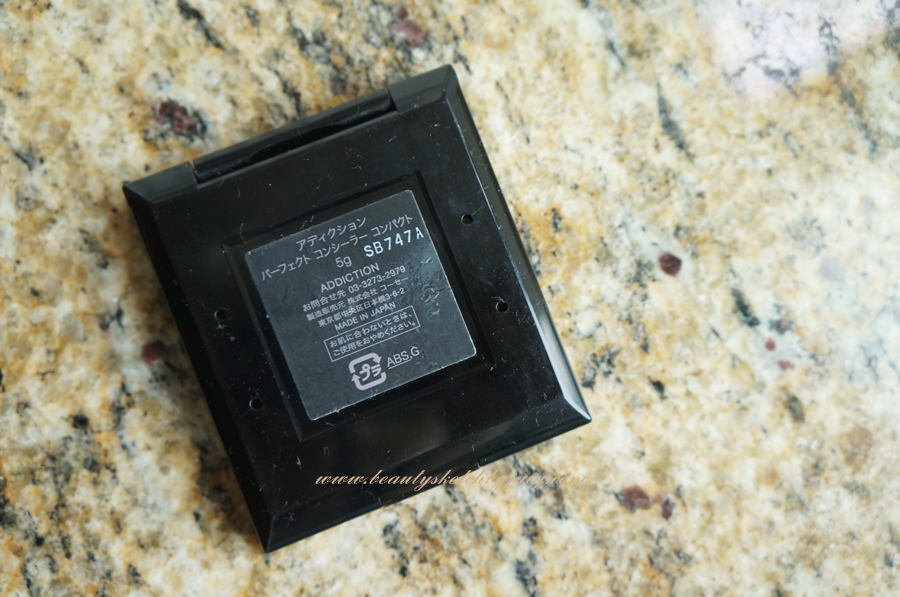 アディクション
パーフェクト コンシーラー コンパクト
5g SB747A
ADDICTION
お問合せ先 03-3273-2979
製造販売元 株式会社 コーセー
東京都中央区日本橋3-6-2
MADE IN JAPAN
お肌に合わないときは、
ご使用をおやめください。
プラ ABS,G